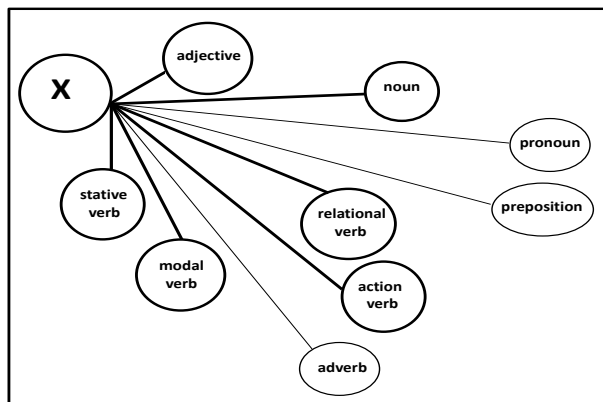 adjective
X
noun
pronoun
stative
verb
preposition
relational
verb
modal
verb
action
verb
adverb